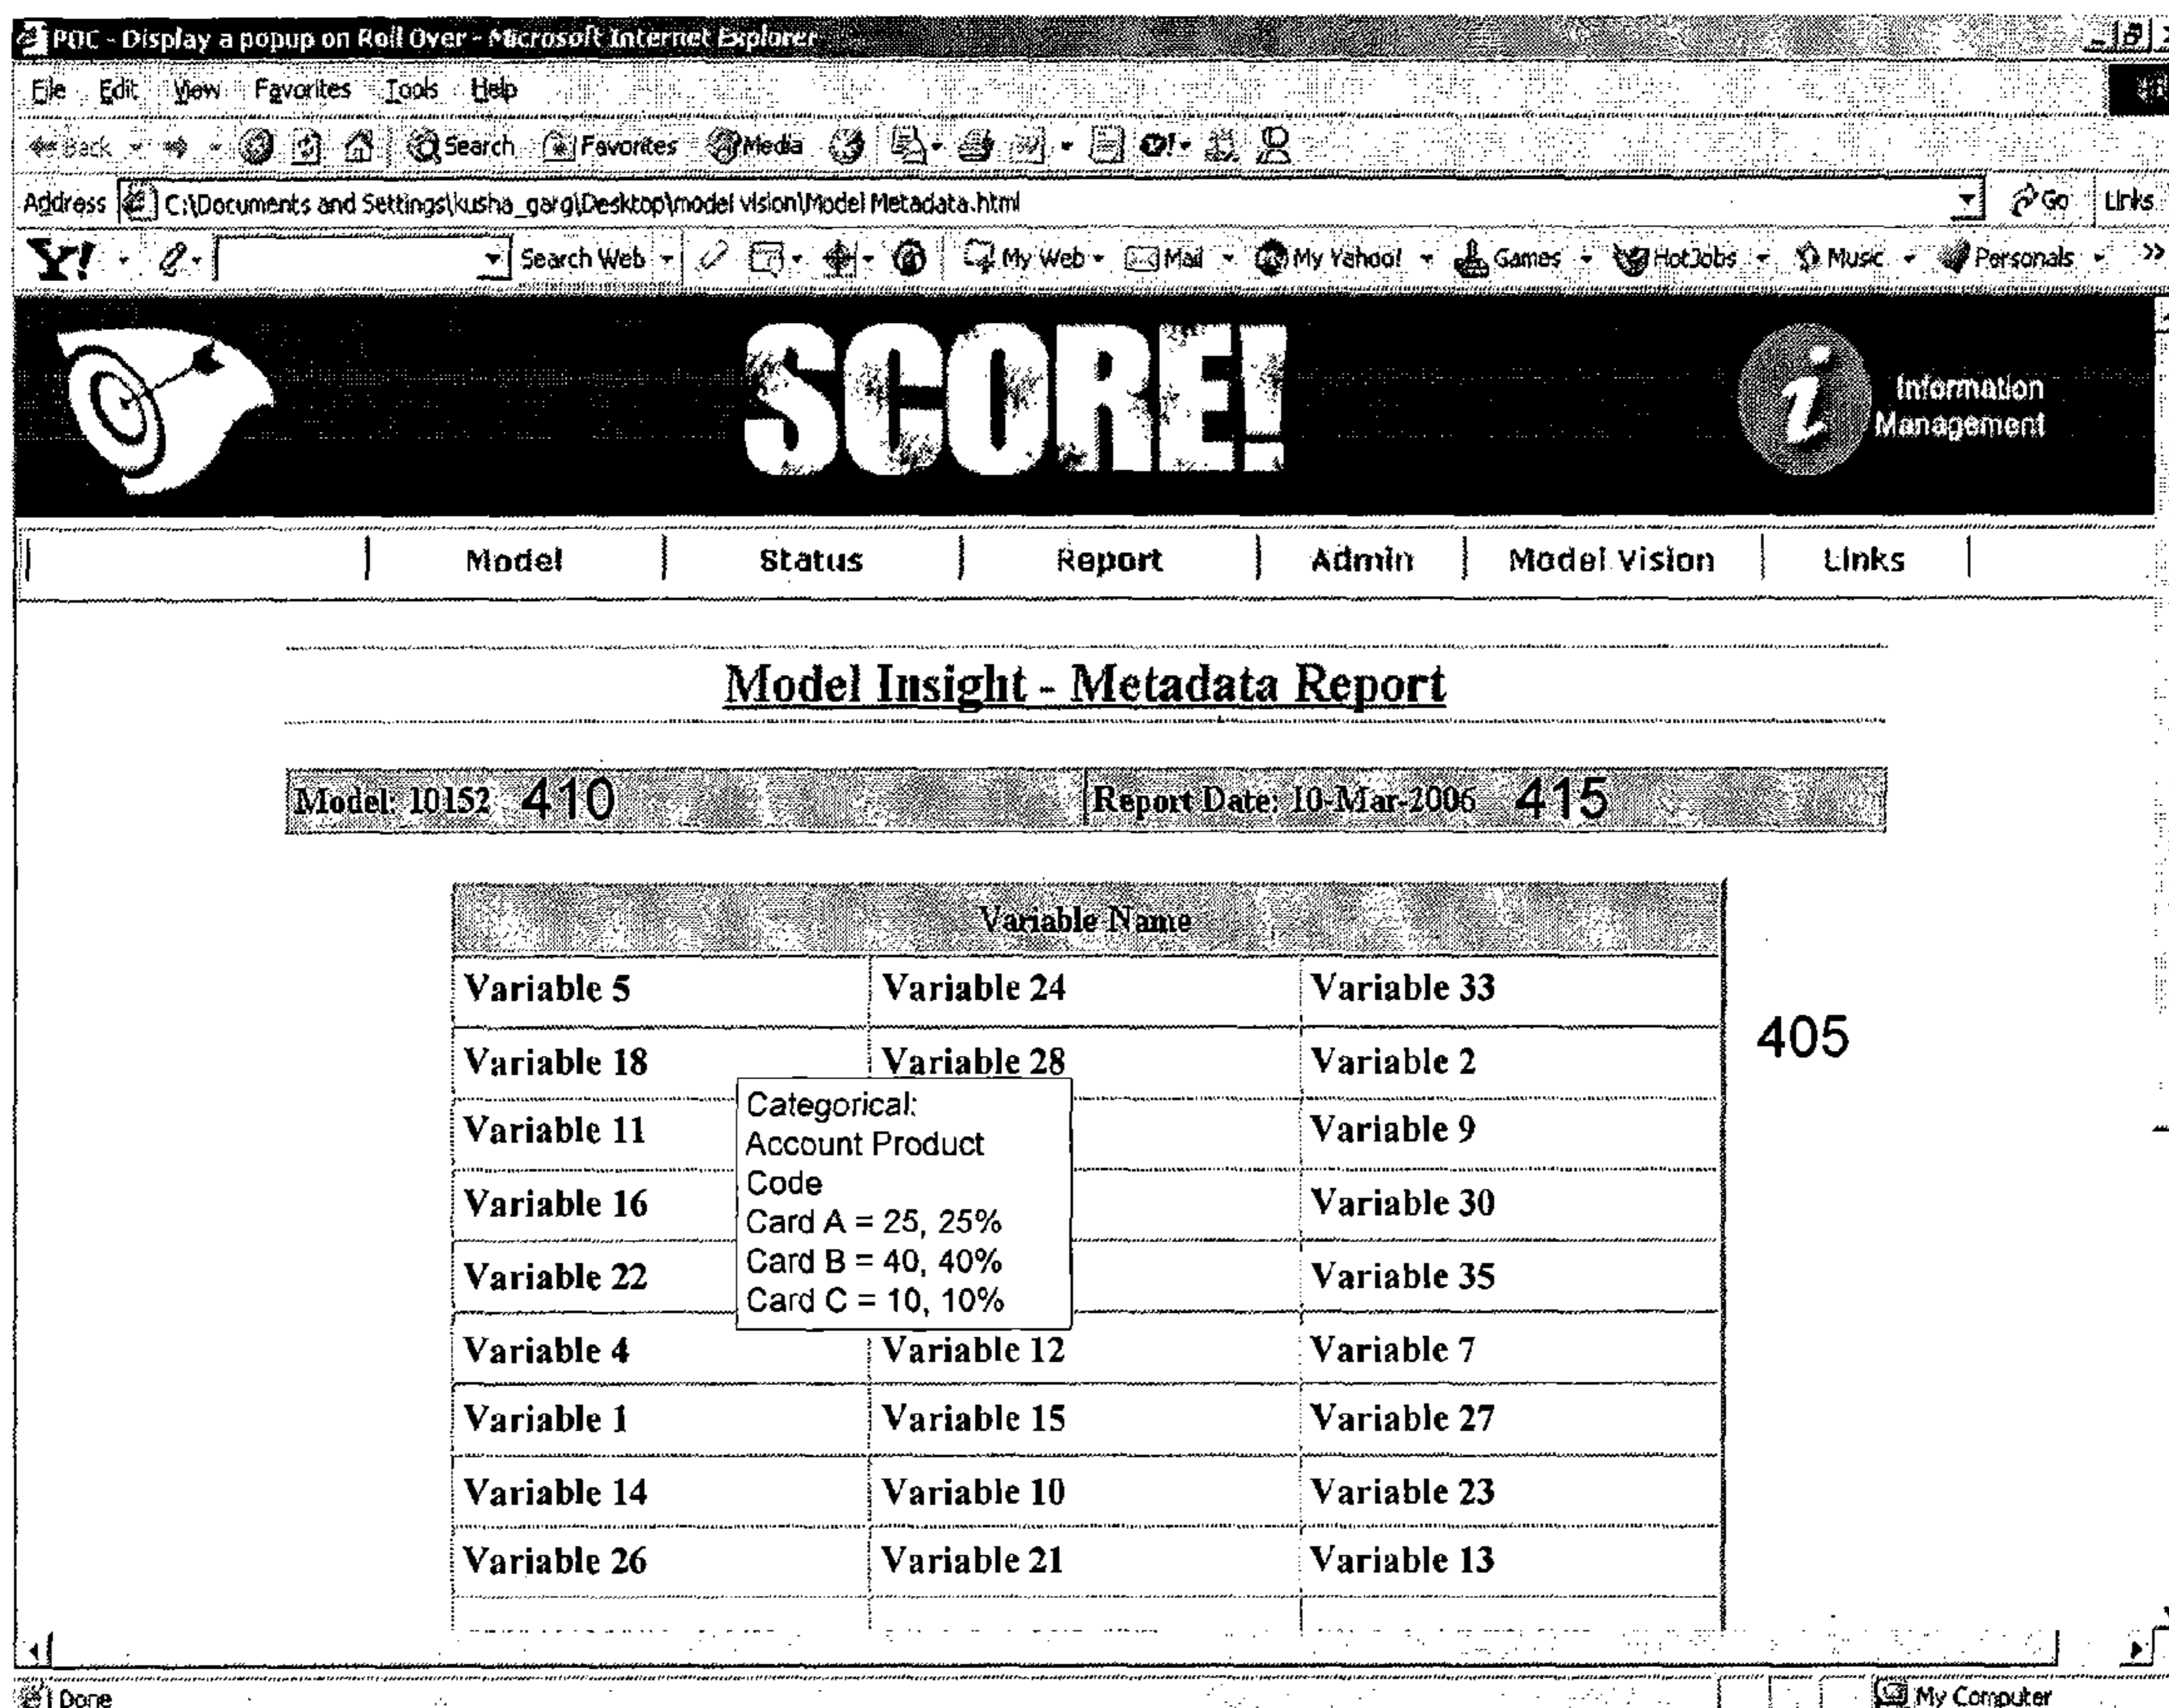 POC - Display a popup on Roll Over - Microsoft Internet Explorer
File Edit View Favorites Tools Help
Back Search Favorites Media
Address C:\Documents and Settings\kusha_garg\Desktop\model vision\Model Metadata.html Go Links
Y! Search Web My Web Mail My Yahoo! Games HotJobs Music Personals »
SCORE!
i Information
Management
Model Status Report Admin Model Vision Links
Model Insight - Metadata Report
Model: 10152 410 Report Date: 10-Mar-2006 415
Variable Name
Variable 5 Variable 24 Variable 33
405
Variable 18 Variable 28 Variable 2
Categorical:
Account Product
Code
Card A = 25, 25%
Card B = 40, 40%
Card C = 10, 10%
Variable 11 Variable 9
Variable 16 Variable 30
Variable 22 Variable 35
Variable 4 Variable 12 Variable 7
Variable 1 Variable 15 Variable 27
Variable 14 Variable 10 Variable 23
Variable 26 Variable 21 Variable 13
Done My Computer